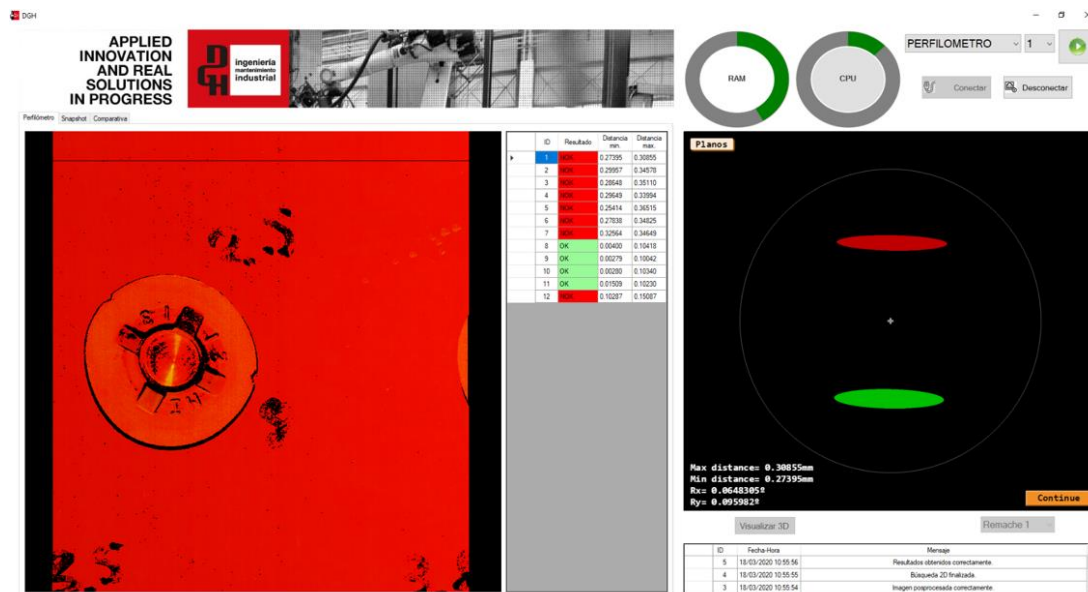 DGH
APPLIED
INNOVATION
AND REAL
SOLUTIONS
IN PROGRESS
DGH
ingeniería
mantenimiento
industrial
RAM
CPU
PERFILOMETRO 1
Conectar Desconectar
Perfilómetro Snapshot Comparativa
ID Resultado Distancia min. Distancia max.
1 NOK 0.27395 0.30855
2 NOK 0.29957 0.34578
3 NOK 0.28648 0.35110
4 NOK 0.29649 0.33994
5 NOK 0.25414 0.36515
6 NOK 0.27838 0.34825
7 NOK 0.32964 0.34649
8 OK 0.00400 0.10418
9 OK 0.00279 0.10042
10 OK 0.00280 0.10340
11 OK 0.01509 0.10230
12 NOK 0.10287 0.15087
Planos
Max distance= 0.30855mm
Min distance= 0.27395mm
Rx= 0.0648305º
Ry= 0.095982º
Continue
Visualizar 3D Remache 1
ID Fecha-Hora Mensaje
5 18/03/2020 10:55:56 Resultados obtenidos correctamente.
4 18/03/2020 10:55:55 Búsqueda 2D finalizada.
3 18/03/2020 10:55:54 Imagen posprocesada correctamente.